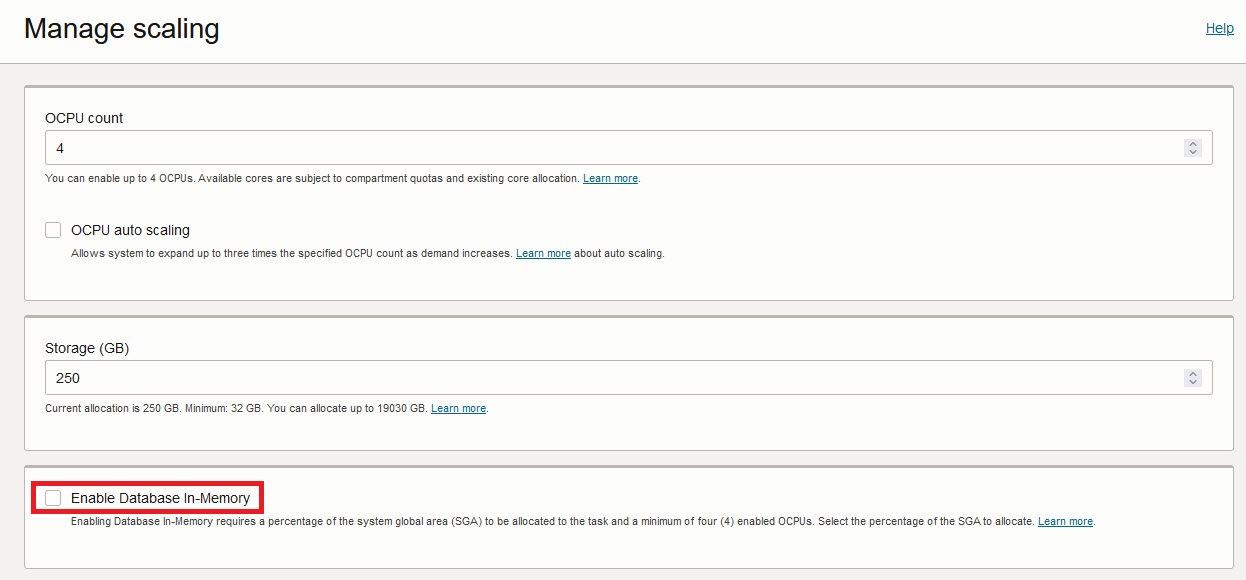 Manage scaling
Help
OCPU count
4
You can enable up to 4 OCPUs. Available cores are subject to compartment quotas and existing core allocation. Learn more.
OCPU auto scaling
Allows system to expand up to three times the specified OCPU count as demand increases. Learn more about auto scaling.
Storage (GB)
250
Current allocation is 250 GB. Minimum: 32 GB. You can allocate up to 19030 GB. Learn more.
Enable Database In-Memory
Enabling Database In-Memory requires a percentage of the system global area (SGA) to be allocated to the task and a minimum of four (4) enabled OCPUs. Select the percentage of the SGA to allocate. Learn more.